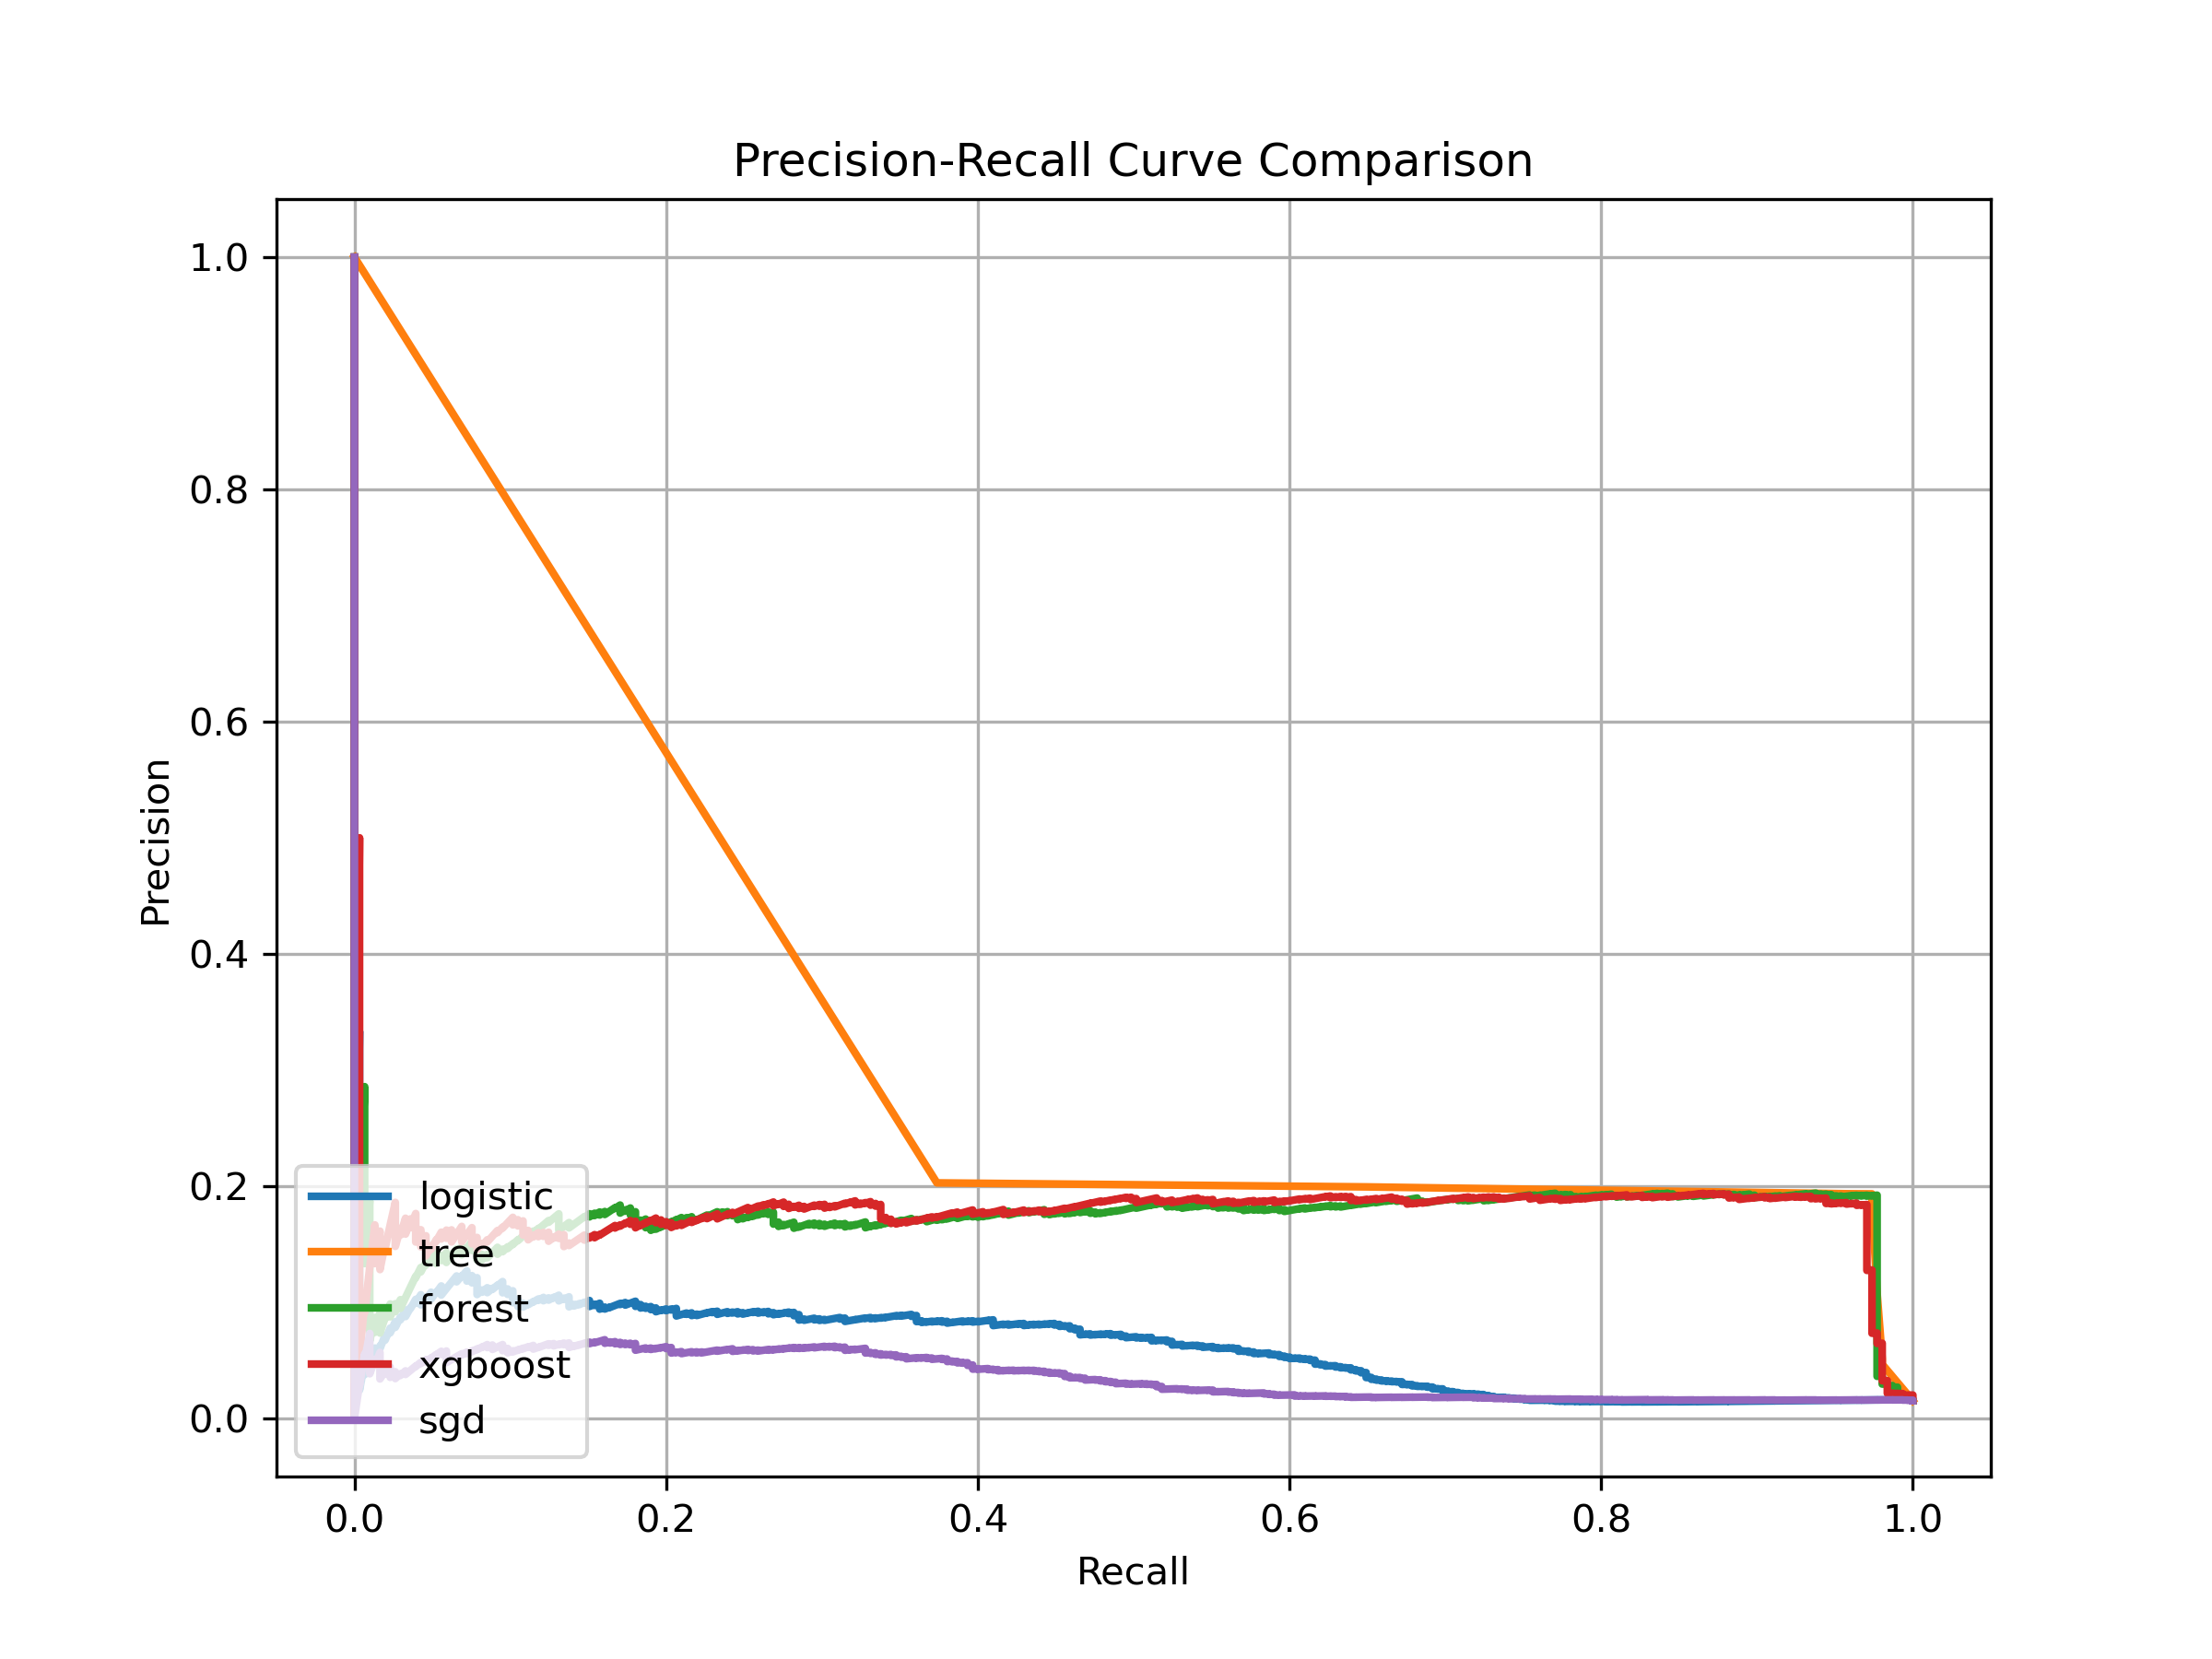 Precision-Recall Curve Comparison
1.0
0.8
0.6
0.4
0.2
0.0
Precision
logistic
tree
forest
xgboost
sgd
0.0 0.2 0.4 0.6 0.8 1.0
Recall